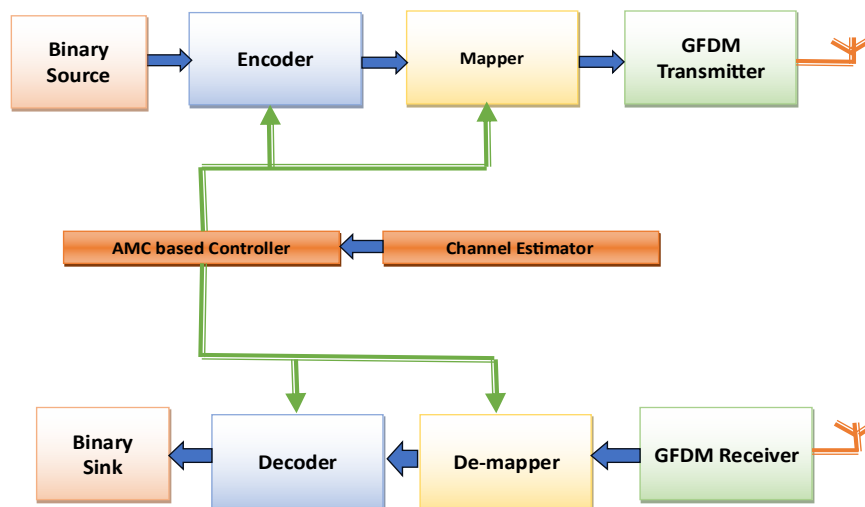 Binary
Source
Encoder
Mapper
GFDM
Transmitter
AMC based Controller
Channel Estimator
Binary
Sink
Decoder
De-mapper
GFDM Receiver